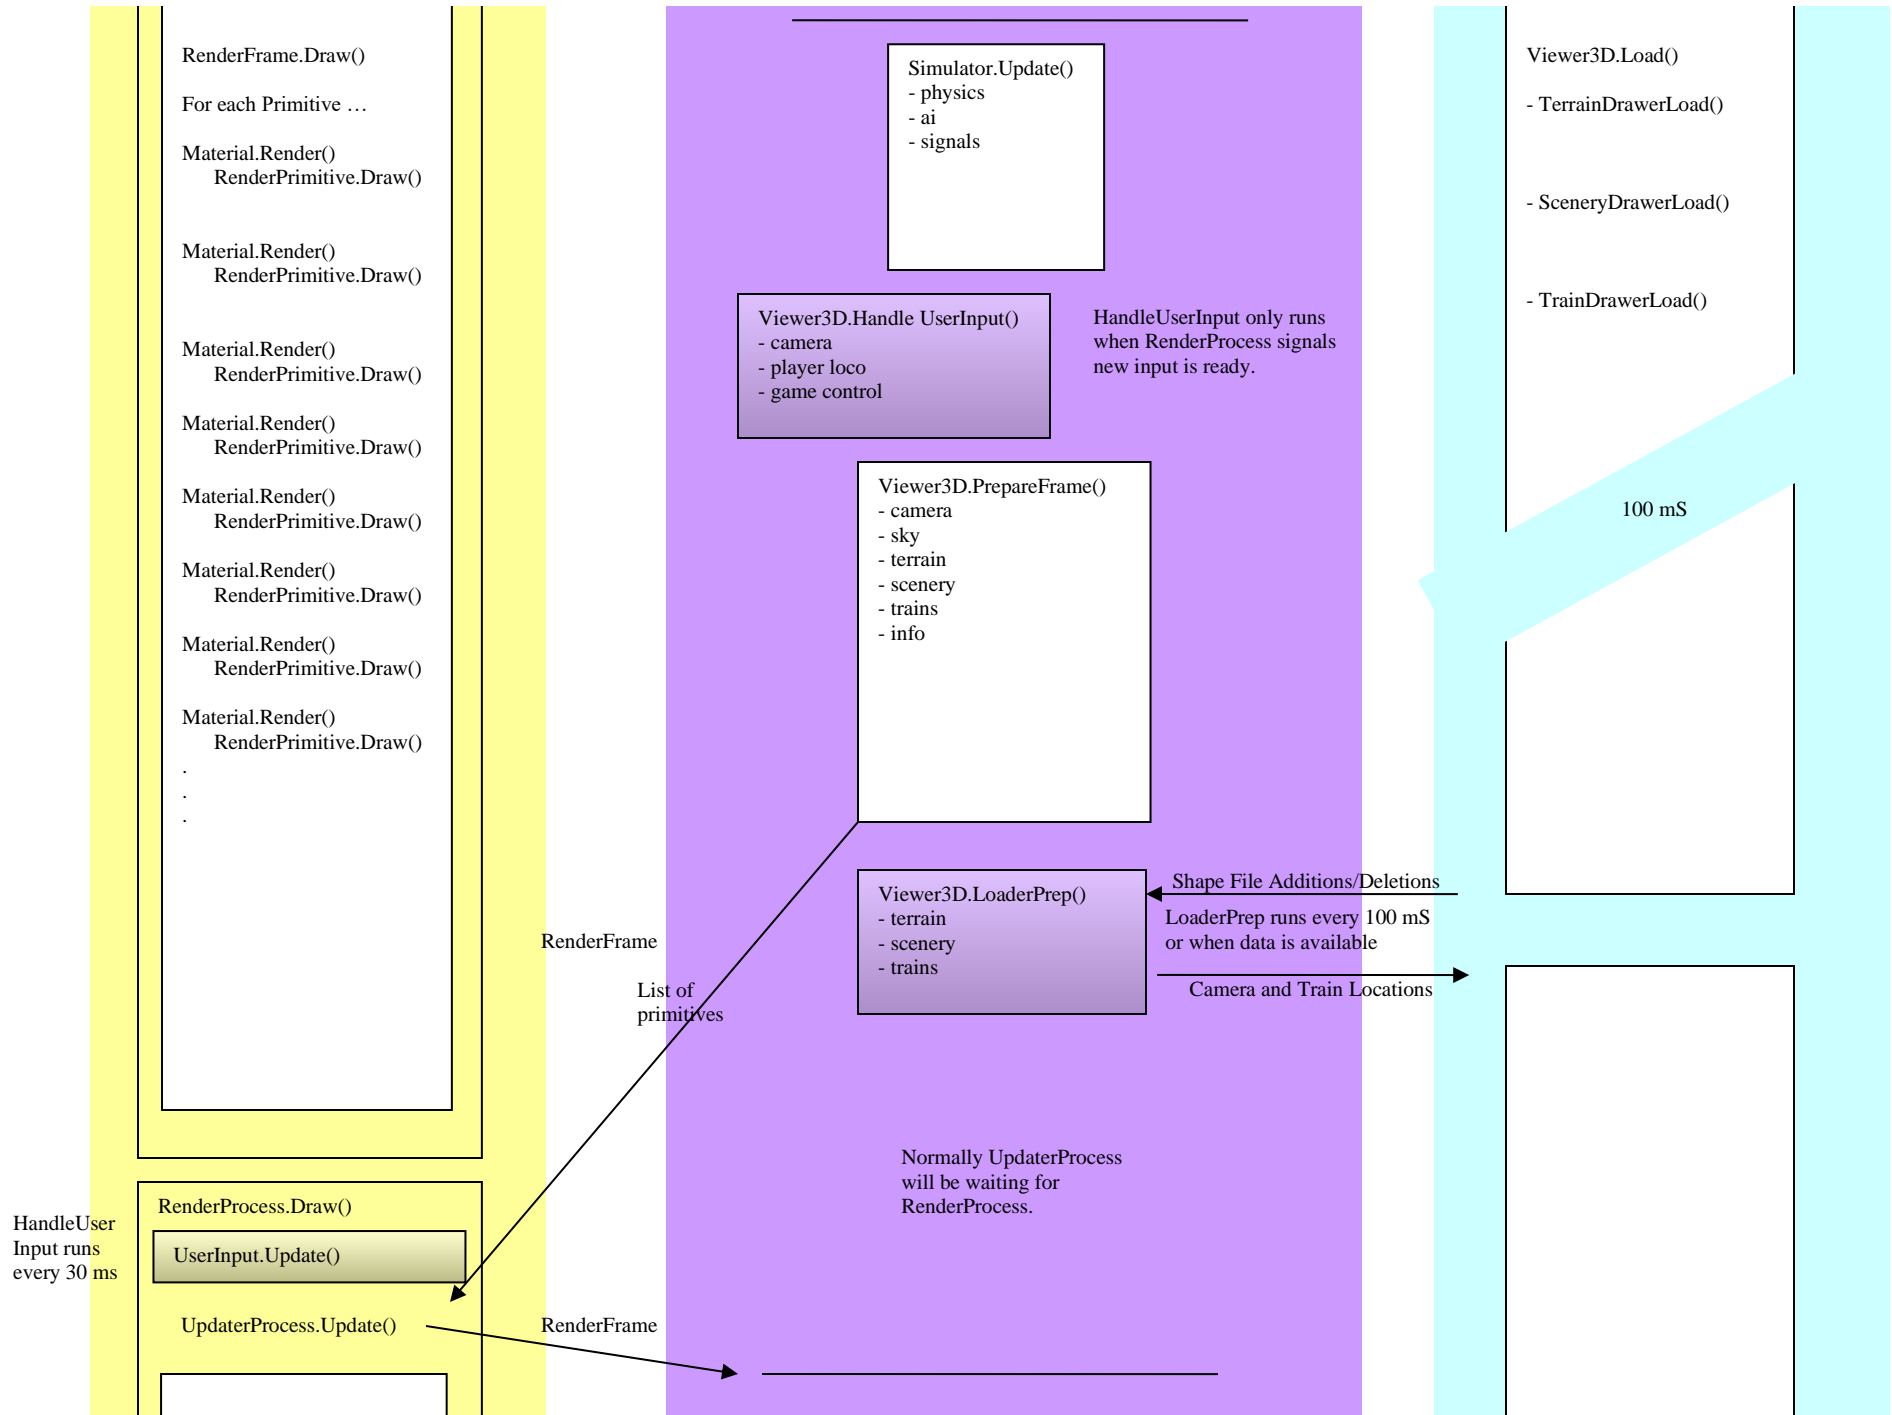 RenderFrame.Draw()
For each Primitive …
Material.Render()
RenderPrimitive.Draw()
Material.Render()
RenderPrimitive.Draw()
Material.Render()
RenderPrimitive.Draw()
Material.Render()
RenderPrimitive.Draw()
Material.Render()
RenderPrimitive.Draw()
Material.Render()
RenderPrimitive.Draw()
Material.Render()
RenderPrimitive.Draw()
Material.Render()
RenderPrimitive.Draw()
.
.
.
HandleUser
Input runs
every 30 ms
RenderProcess.Draw()
UserInput.Update()
UpdaterProcess.Update()
RenderFrame
List of
primitives
RenderFrame
Simulator.Update()
- physics
- ai
- signals
Viewer3D.Handle UserInput()
- camera
- player loco
- game control
HandleUserInput only runs
when RenderProcess signals
new input is ready.
Viewer3D.PrepareFrame()
- camera
- sky
- terrain
- scenery
- trains
- info
Viewer3D.LoaderPrep()
- terrain
- scenery
- trains
Shape File Additions/Deletions
LoaderPrep runs every 100 mS
or when data is available
Camera and Train Locations
Normally UpdaterProcess
will be waiting for
RenderProcess.
Viewer3D.Load()
- TerrainDrawerLoad()
- SceneryDrawerLoad()
- TrainDrawerLoad()
100 mS